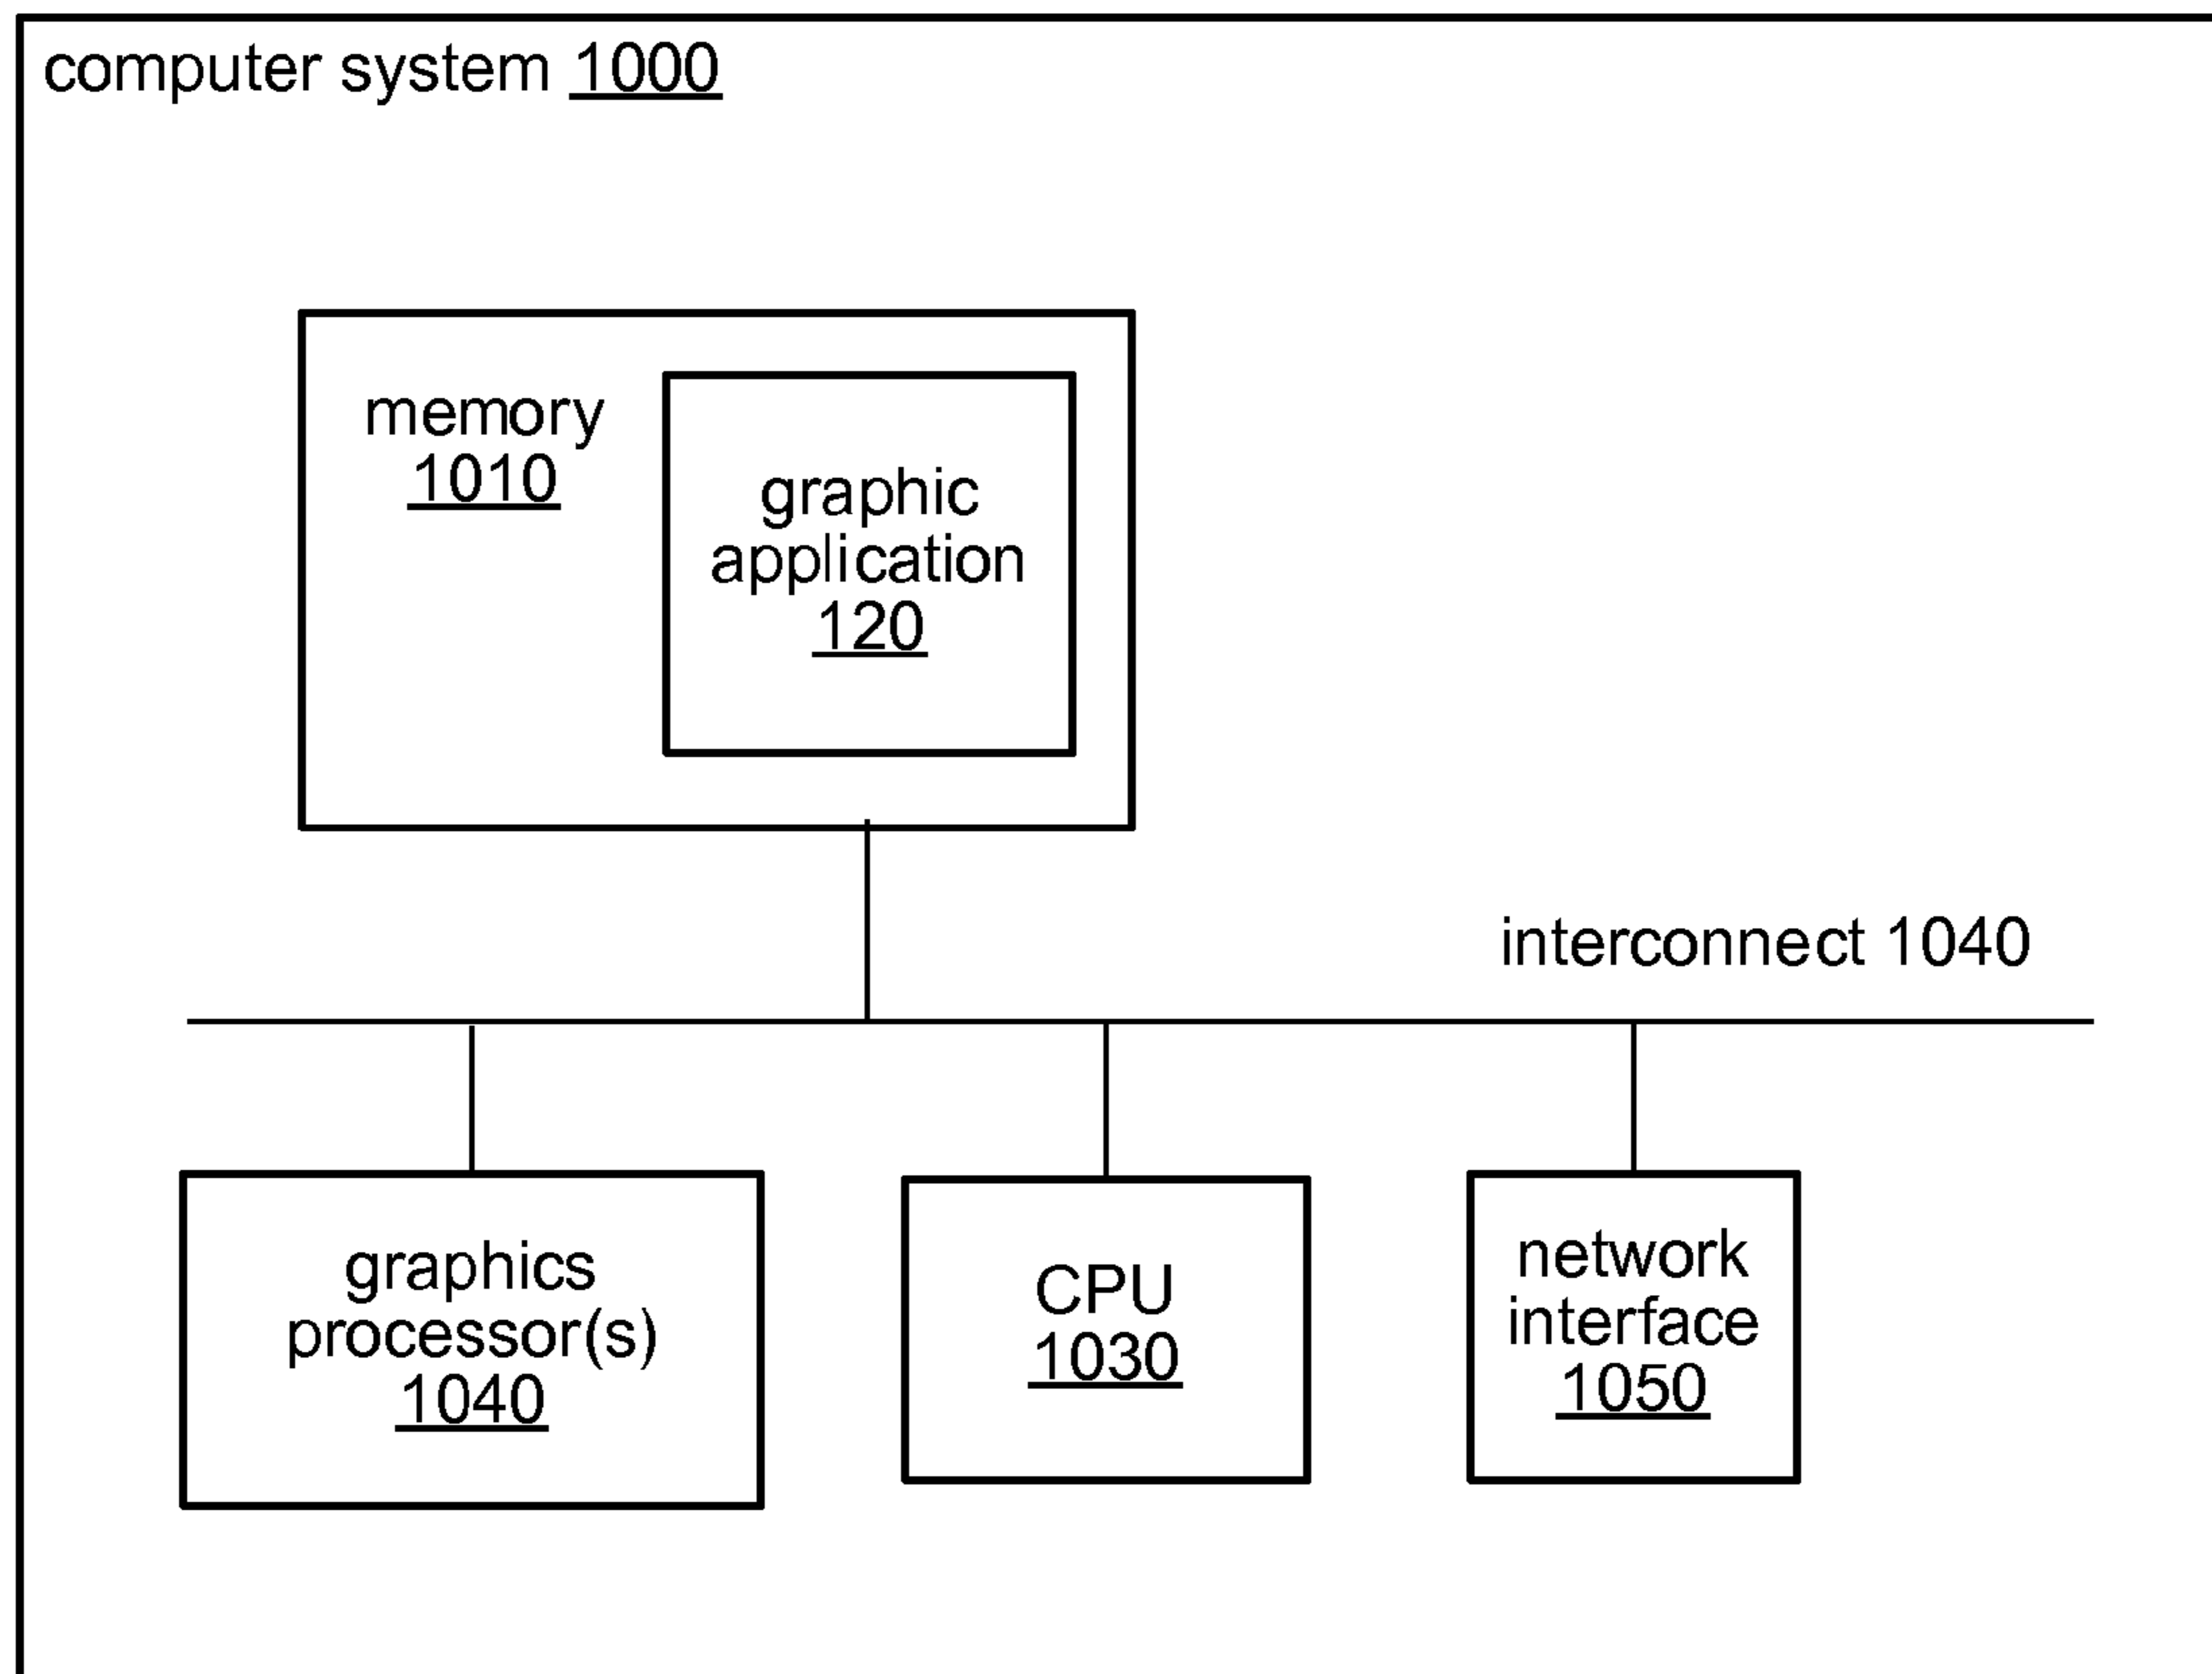 computer system 1000
memory
1010
graphic
application
120
interconnect 1040
graphics
processor(s)
1040
CPU
1030
network
interface
1050